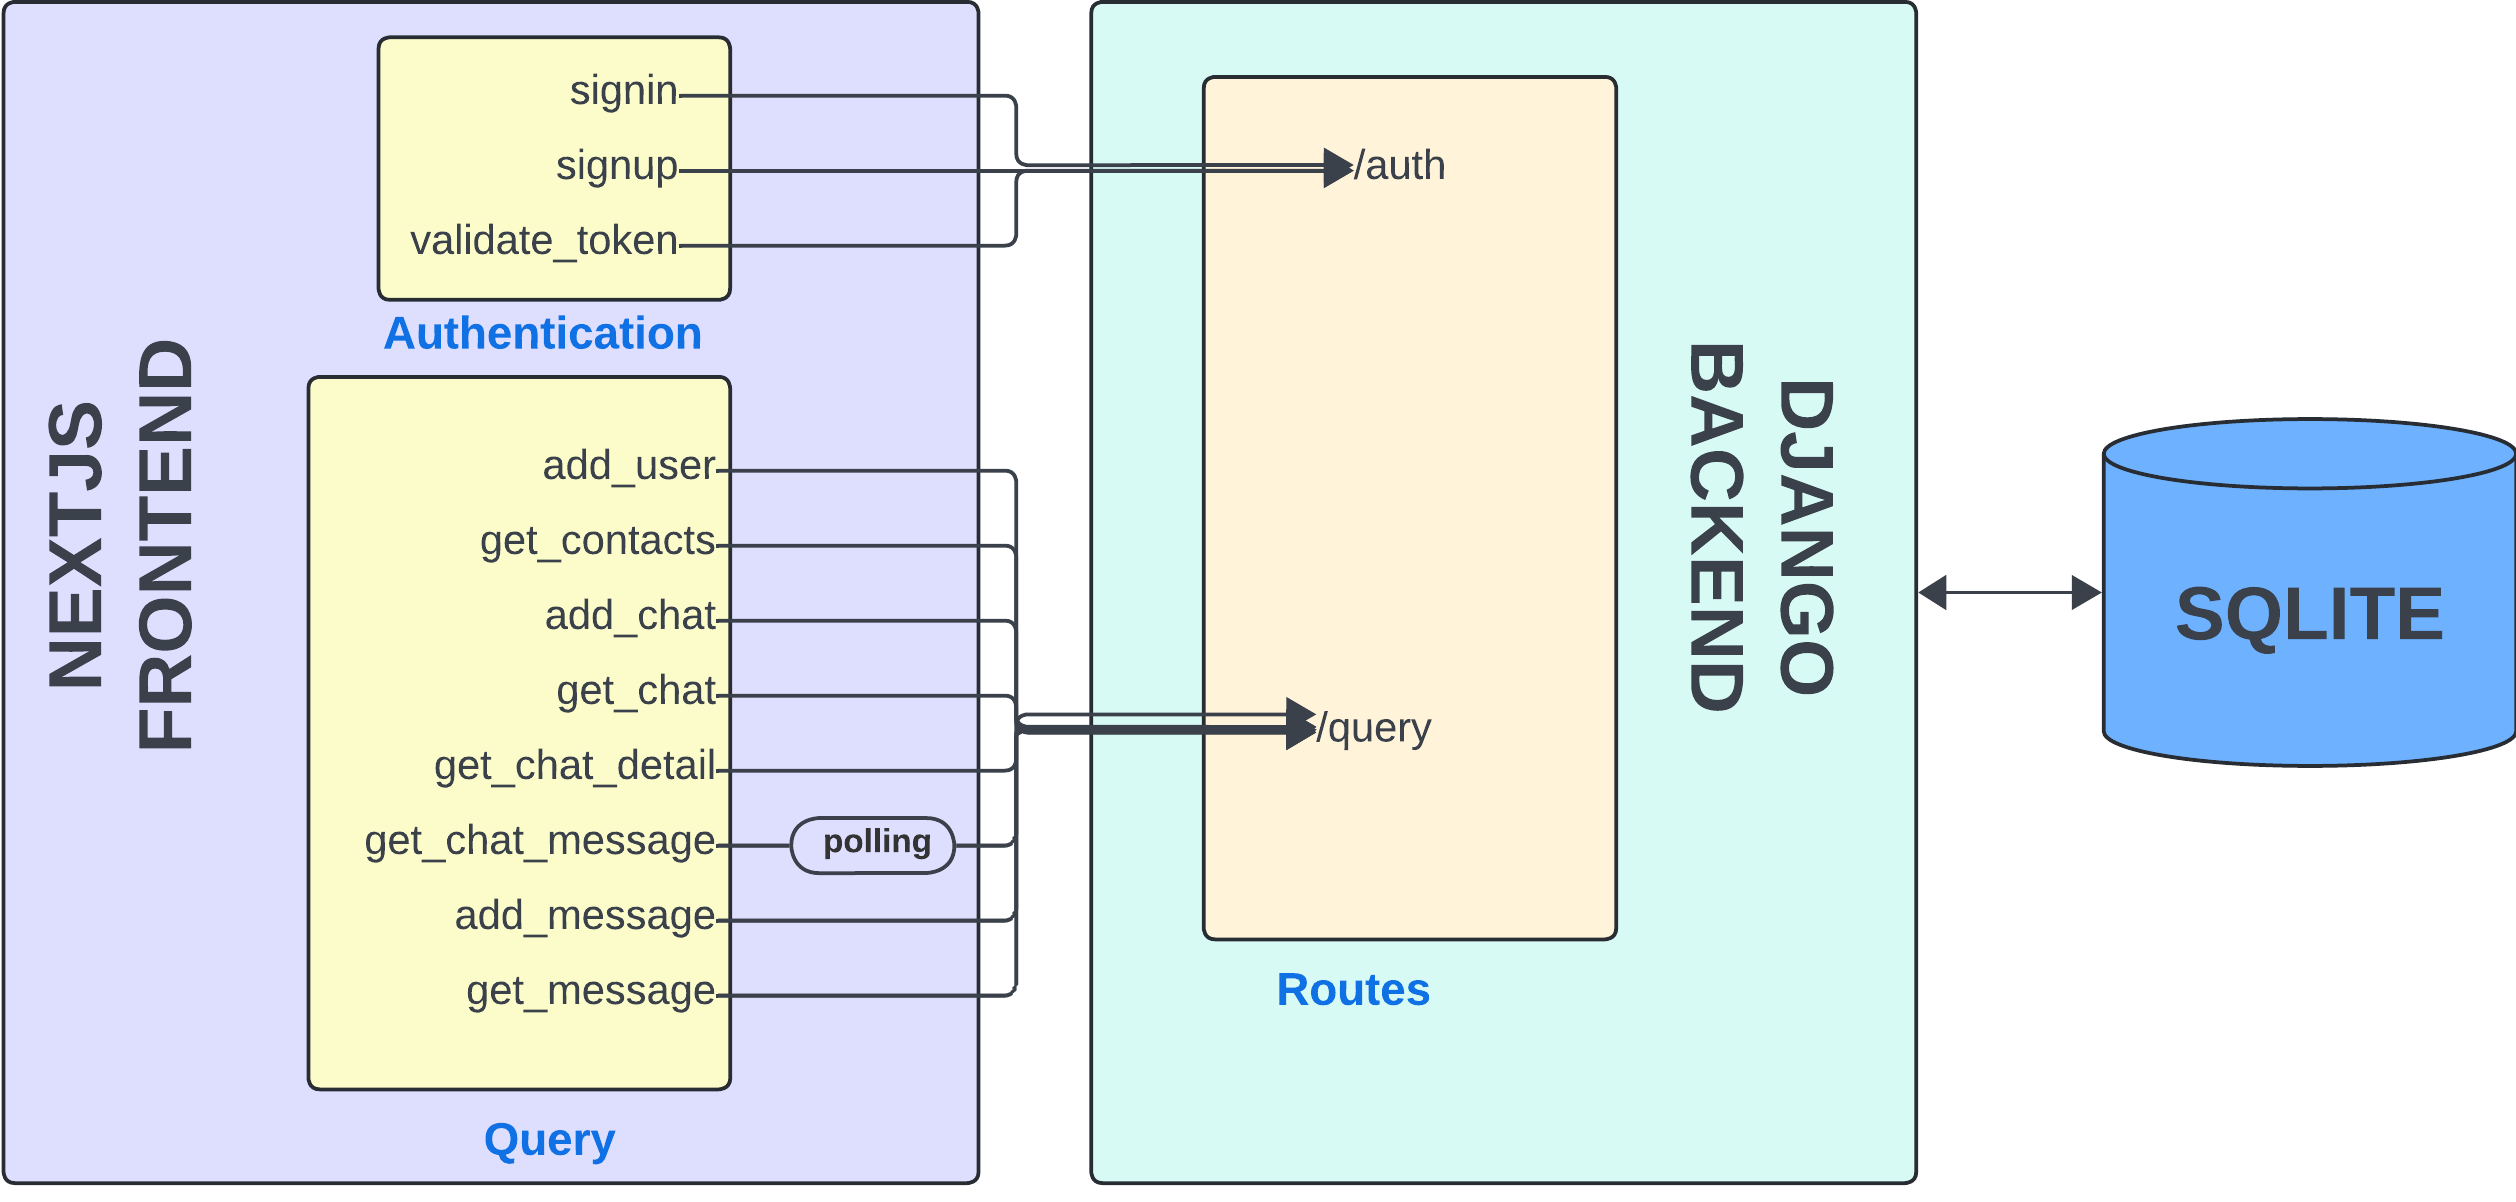 NEXTJS
FRONTEND
signin
signup
validate_token
Authentication
add_user
get_contacts
add_chat
get_chat
get_chat_detail
get_chat_message
polling
add_message
get_message
Query
/auth
/query
Routes
DJANGO
BACKEND
SQLITE